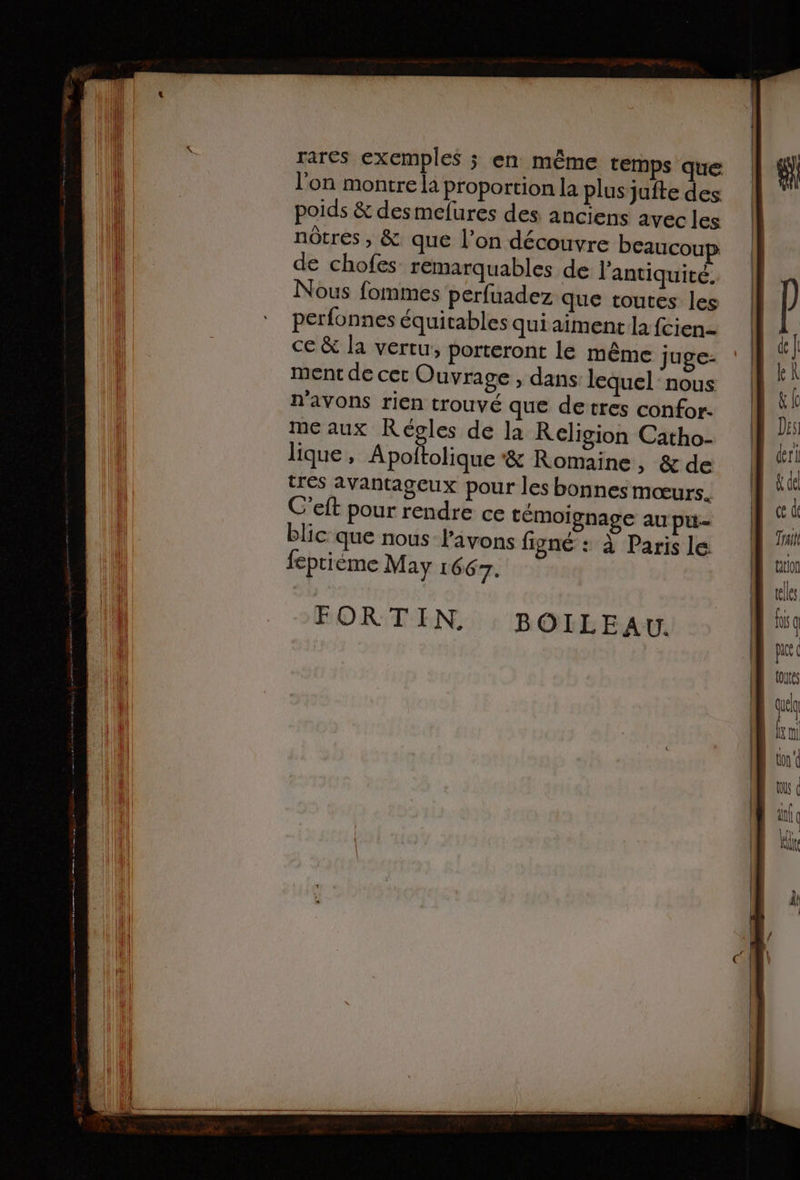 rares exemples ; en même temps que
l'on montre la proportion la plus juſte des
poids & des meſures des anciens avec les
nôtres, & que l'on découvre beaucoup
de choſes remarquables de l'antiquité.
Nous ſommes perſuadez que toutes les
perſonnes équitables qui aiment la ſcien-
ce & la vertu, porteront le même juge-
ment de cet Ouvrage, dans lequel nous
n'avons rien trouvé que de tres confor-
me aux Régles de la Religion Catho-
lique, Apoſtolique & Romaine, & de
tres avantageux pour les bonnes mœurs.
C'eſt pour rendre ce témoignage au pu-
blic que nous l'avons ſigné : à Paris le
ſeptiéme May 1667.
FORTIN. BOILEAU.